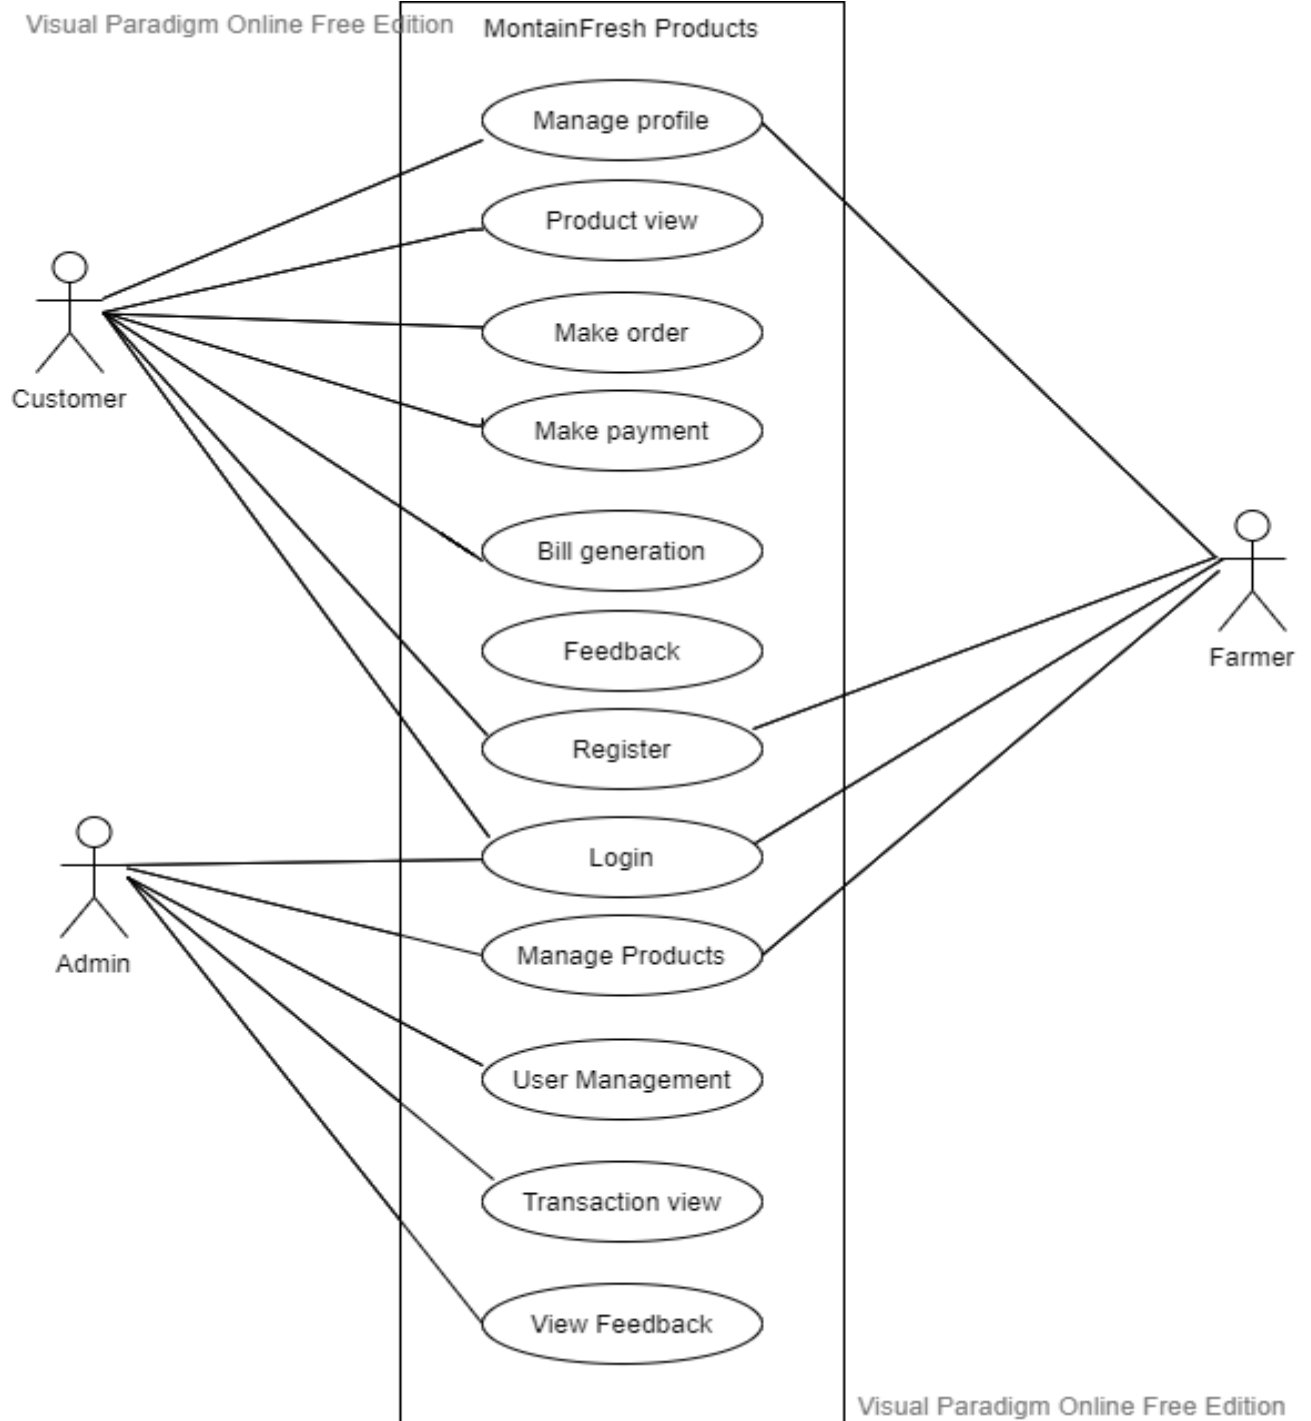 Visual Paradigm Online Free Edition
MontainFresh Products
Manage profile
Product view
Make order
Customer
Make payment
Bill generation
Feedback
Farmer
Register
Login
Manage Products
Admin
User Management
Transaction view
View Feedback
Visual Paradigm Online Free Edition